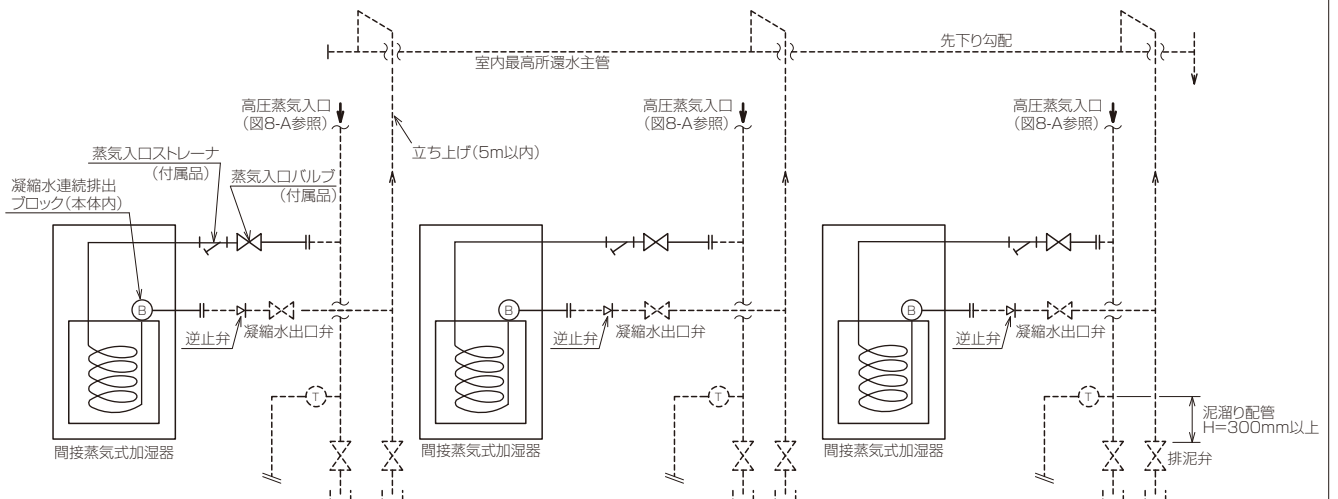 先下り勾配
室内最高所還水主管
高圧蒸気入口
(図8-A参照)
高圧蒸気入口
(図8-A参照)
高圧蒸気入口
(図8-A参照)
立ち上げ(5m以内)
蒸気入口ストレーナ
(付属品)
蒸気入口バルブ
(付属品)
凝縮水連続排出
ブロック(本体内)
B
B
B
逆止弁
凝縮水出口弁
逆止弁
凝縮水出口弁
逆止弁
凝縮水出口弁
T
T
T
泥溜り配管
H=300mm以上
排泥弁
間接蒸気式加湿器
間接蒸気式加湿器
間接蒸気式加湿器